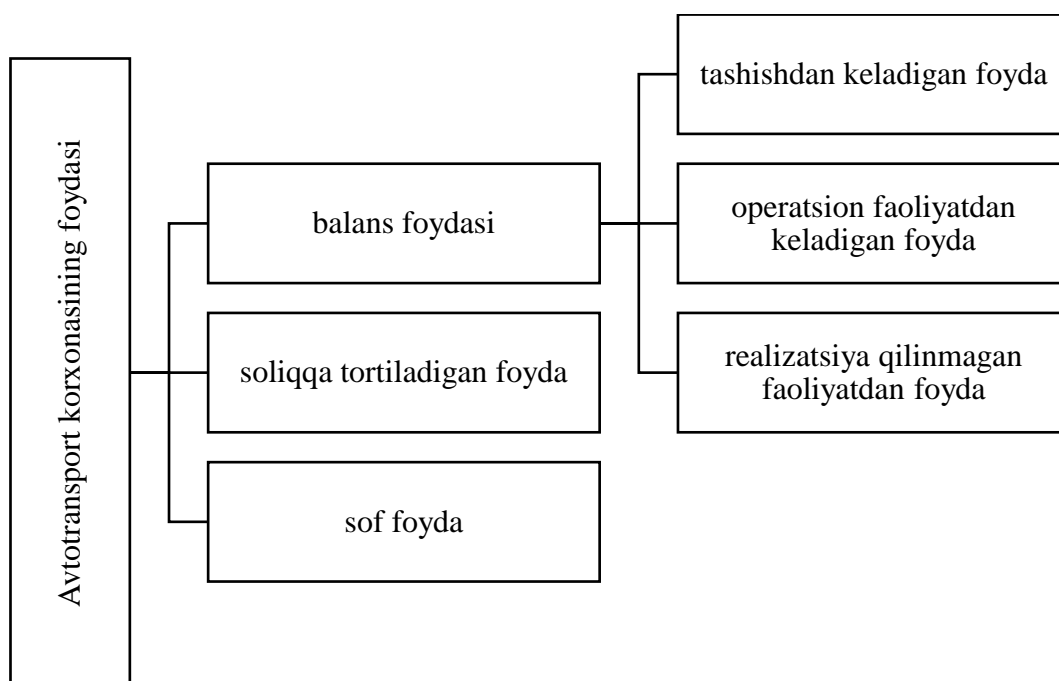 Avtotransport korxonasining foydasi
balans foydasi
soliqqa tortiladigan foyda
sof foyda
tashishdan keladigan foyda
operatsion faoliyatdan
keladigan foyda
realizatsiya qilinmagan
faoliyatdan foyda